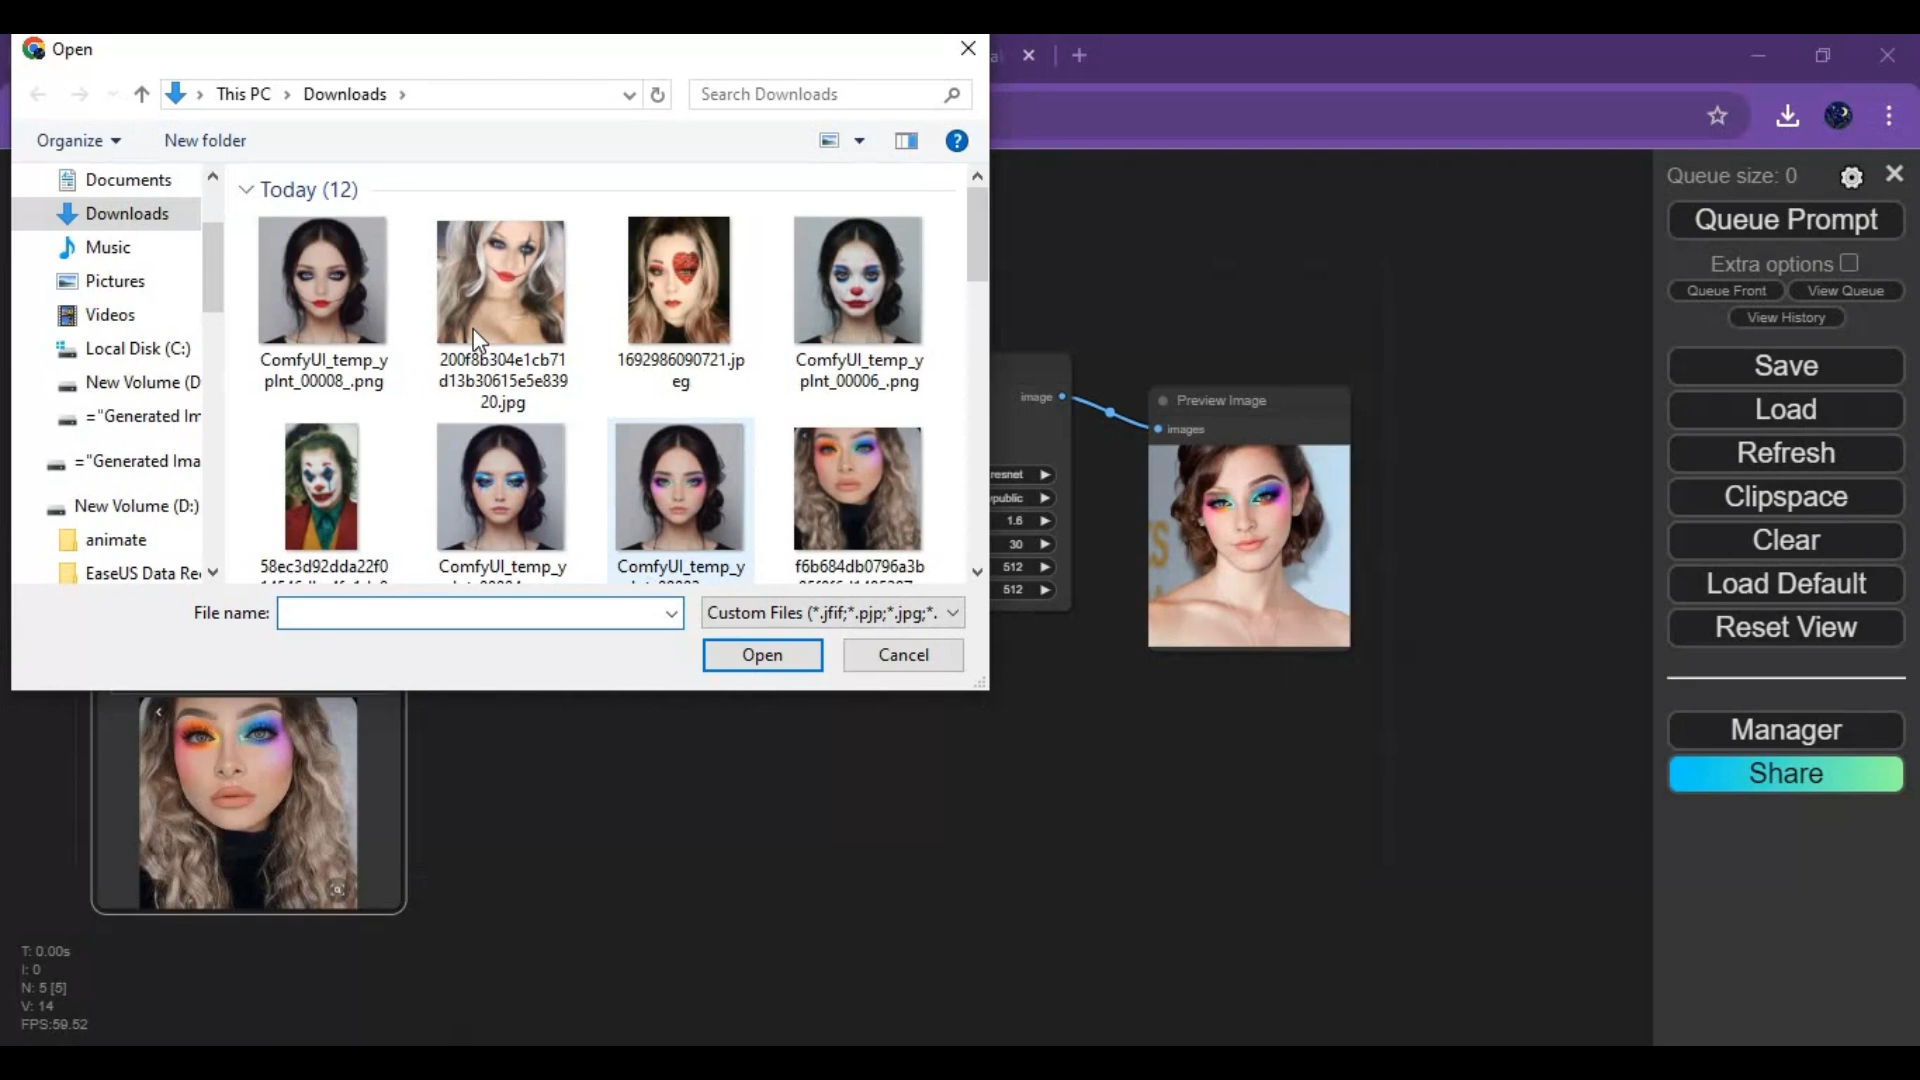 Open
This PC
Downloads
Search Downloads
Organize
New folder
Documents
Downloads
Music
Pictures
Videos
Local Disk (C:)
New Volume (D
="Generated Im
="Generated Ima
New Volume (D:)
animate
EaseUS Data Re
Today (12)
ComfyUI_temp_y
pInt_00008_.png
200f8b304e1cb71
d13b30615e5e839
20.jpg
1692986090721.jp
eg
ComfyUI_temp_y
pInt_00006_.png
58ec3d92dda22f0
ComfyUI_temp_y
ComfyUI_temp_y
f6b684db0796a3b
File name:
Custom Files (*.jfif;*.pjp;*.jpg;*.
Open
Cancel
image
resnet
public
1.6
30
512
512
Preview Image
images
Queue size: 0
Queue Prompt
Extra options
Queue Front
View Queue
View History
Save
Load
Refresh
Clipspace
Clear
Load Default
Reset View
Manager
Share
T: 0.00s
I: 0
N: 5 [5]
V: 14
FPS:59.52